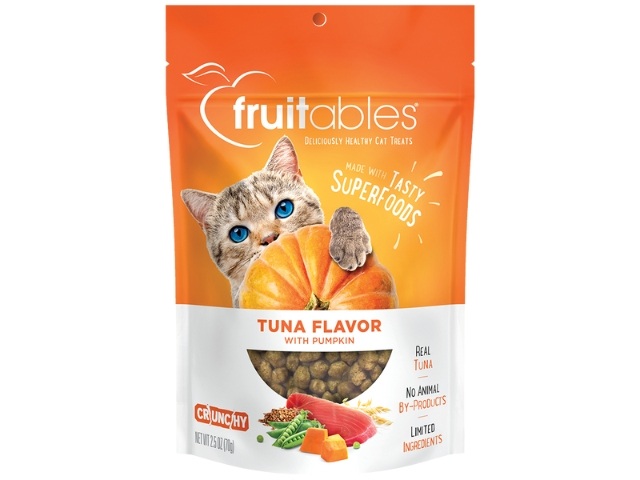 fruitables®
Deliciously Healthy Cat Treats
MADE WITH TASTY
SUPERFOODS
TUNA FLAVOR
WITH PUMPKIN
REAL
TUNA
NO ANIMAL
BY-PRODUCTS
LIMITED
INGREDIENTS
CRUNCHY
NET WT 2.5 OZ (70g)